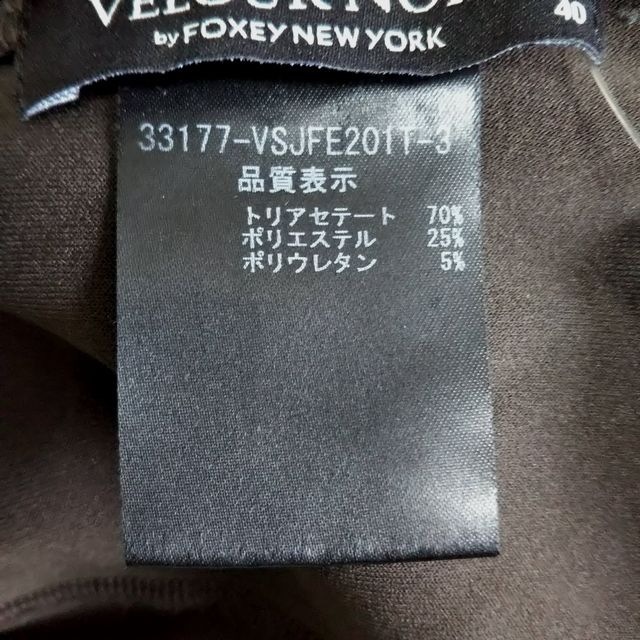 40
by FOXEY NEW YORK
33177-VSJFE201T-3
品質表示
トリアセテート 70%
ポリエステル 25%
ポリウレタン 5%